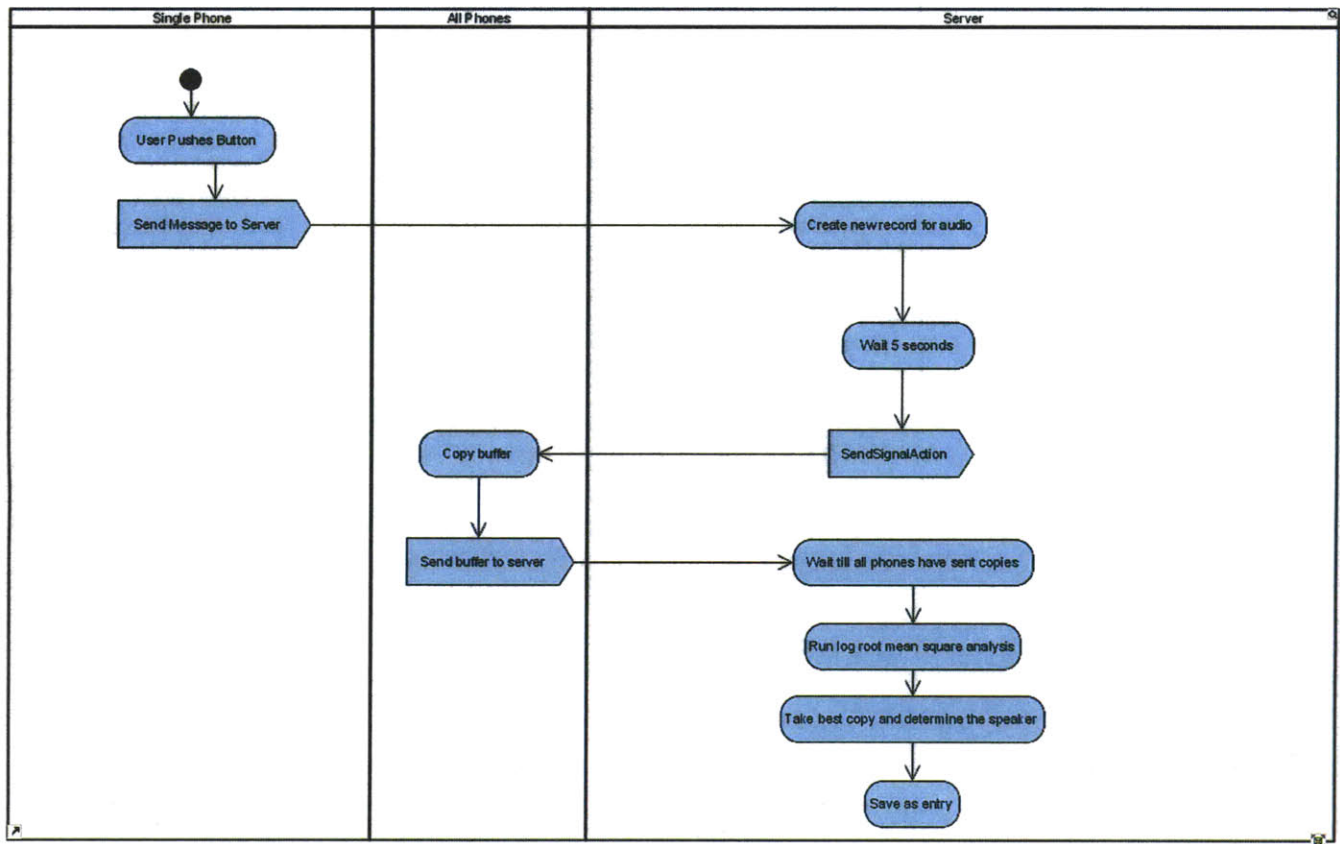 Single Phone
All Phones
Server
User Pushes Button
Send Message to Server
Create new record for audio
Wait 5 seconds
SendSignalAction
Copy buffer
Send buffer to server
Wait till all phones have sent copies
Run log root mean square analysis
Take best copy and determine the speaker
Save as entry